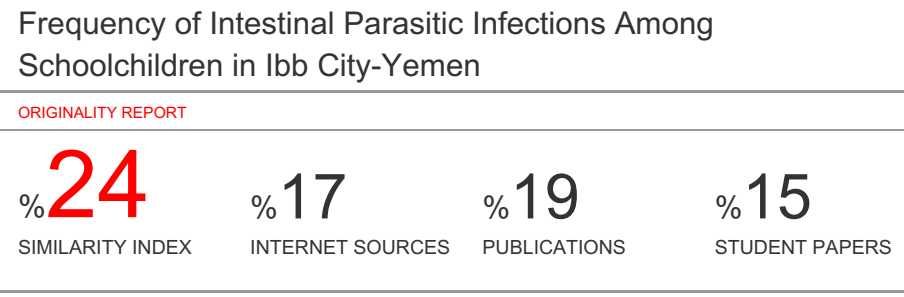 Frequency of Intestinal Parasitic Infections Among
Schoolchildren in Ibb City-Yemen
ORIGINALITY REPORT
%24 %17 %19 %15
SIMILARITY INDEX INTERNET SOURCES PUBLICATIONS STUDENT PAPERS